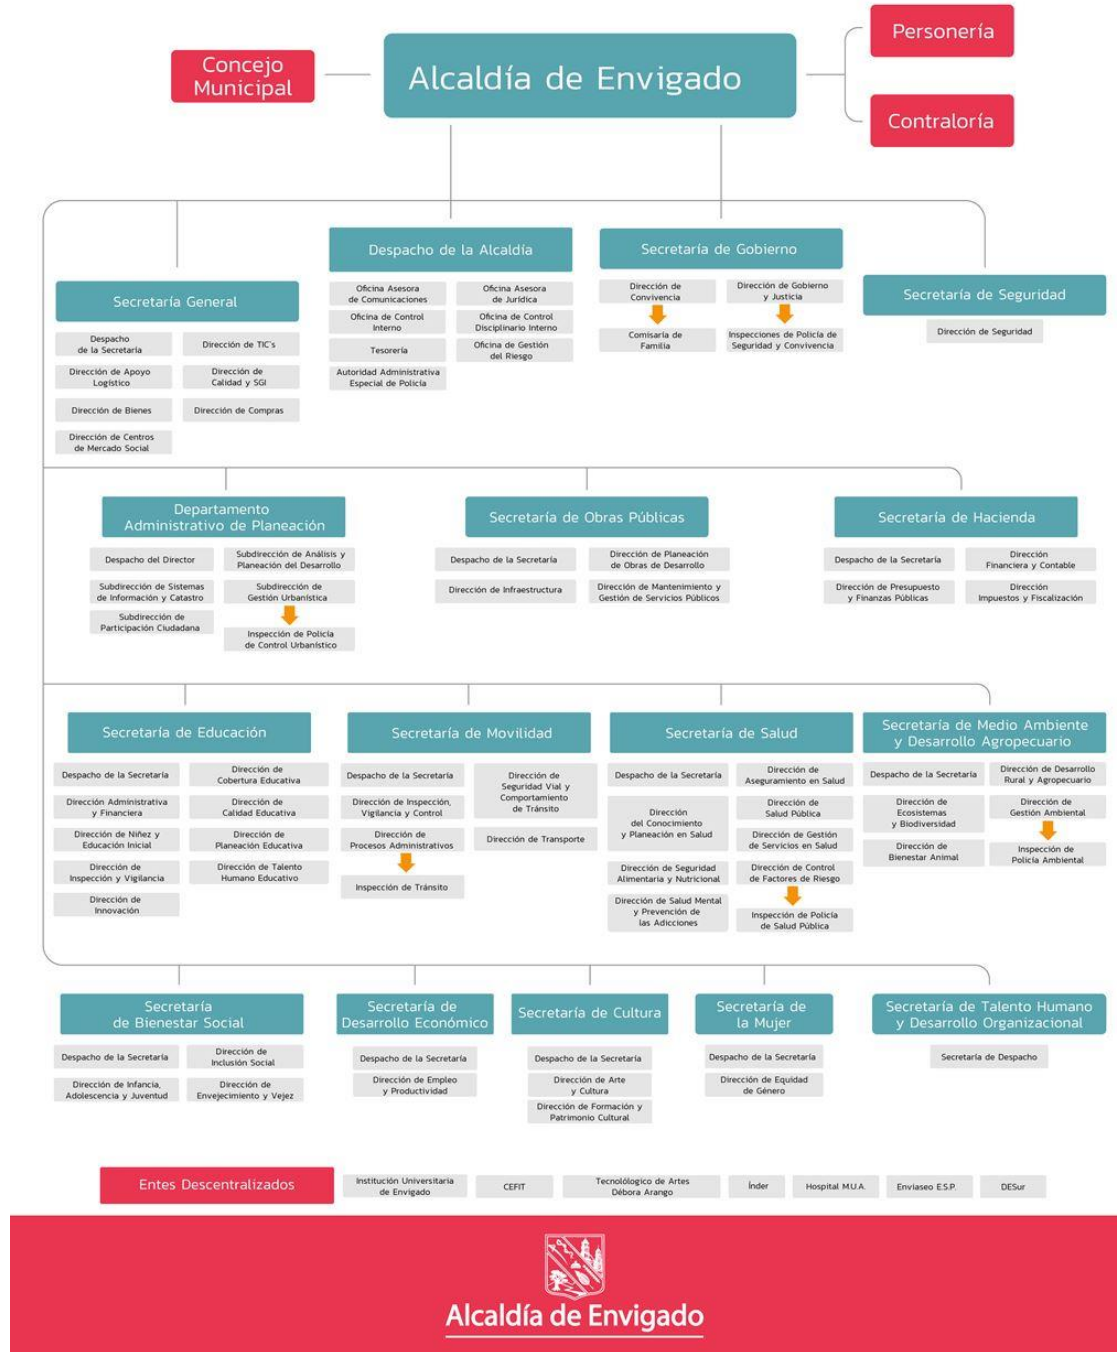 Concejo
Municipal
Alcaldía de Envigado
Personería
Contraloría
Secretaría General
Despacho
de la Secretaría
Dirección de TIC`s
Dirección de Apoyo
Logístico
Dirección de
Calidad y SGI
Dirección de Bienes
Dirección de Compras
Dirección de Centros
de Mercado Social
Despacho de la Alcaldía
Oficina Asesora
de Comunicaciones
Oficina Asesora
de Jurídica
Oficina de Control
Interno
Oficina de Control
Disciplinario Interno
Tesorería
Oficina de Gestión
del Riesgo
Autoridad Administrativa
Especial de Policía
Secretaría de Gobierno
Dirección de
Convivencia
Dirección de Gobierno
y Justicia
Comisaría de
Familia
Inspecciones de Policía de
Seguridad y Convivencia
Secretaría de Seguridad
Dirección de Seguridad
Departamento
Administrativo de Planeación
Despacho del Director
Subdirección de Análisis y
Planeación del Desarrollo
Subdirección de Sistemas
de Información y Catastro
Subdirección de
Gestión Urbanística
Subdirección de
Participación Ciudadana
Inspección de Policía
de Control Urbanístico
Secretaría de Obras Públicas
Despacho de la Secretaría
Dirección de Planeación
de Obras de Desarrollo
Dirección de Infraestructura
Dirección de Mantenimiento y
Gestión de Servicios Públicos
Secretaría de Hacienda
Despacho de la Secretaría
Dirección
Financiera y Contable
Dirección de Presupuesto
y Finanzas Públicas
Dirección
Impuestos y Fiscalización
Secretaría de Educación
Despacho de la Secretaría
Dirección de
Cobertura Educativa
Dirección Administrativa
y Financiera
Dirección de
Calidad Educativa
Dirección de Niñez y
Educación Inicial
Dirección de
Planeación Educativa
Dirección de
Inspección y Vigilancia
Dirección de Talento
Humano Educativo
Dirección de
Innovación
Secretaría de Movilidad
Despacho de la Secretaría
Dirección de
Seguridad Vial y
Comportamiento
de Tránsito
Dirección de Inspección,
Vigilancia y Control
Dirección de
Procesos Administrativos
Dirección de Transporte
Inspección de Tránsito
Secretaría de Salud
Despacho de la Secretaría
Dirección de
Aseguramiento en Salud
Dirección
del Conocimiento
y Planeación en Salud
Dirección de
Salud Pública
Dirección de Gestión
de Servicios en Salud
Dirección de Seguridad
Alimentaria y Nutricional
Dirección de Control
de Factores de Riesgo
Dirección de Salud Mental
y Prevención de
las Adicciones
Inspección de Policía
de Salud Pública
Secretaría de Medio Ambiente
y Desarrollo Agropecuario
Despacho de la Secretaría
Dirección de Desarrollo
Rural y Agropecuario
Dirección de
Ecosistemas
y Biodiversidad
Dirección de
Gestión Ambiental
Dirección de
Bienestar Animal
Inspección de
Policía Ambiental
Secretaría
de Bienestar Social
Despacho de la Secretaría
Dirección de
Inclusión Social
Dirección de Infancia,
Adolescencia y Juventud
Dirección de
Envejecimiento y Vejez
Secretaría de
Desarrollo Económico
Despacho de la Secretaría
Dirección de Empleo
y Productividad
Secretaría de Cultura
Despacho de la Secretaría
Dirección de Arte
y Cultura
Dirección de Formación y
Patrimonio Cultural
Secretaría de
la Mujer
Despacho de la Secretaría
Dirección de Equidad
de Género
Secretaría de Talento Humano
y Desarrollo Organizacional
Secretaría de Despacho
Entes Descentralizados
Institución Universitaria
de Envigado
CEFIT
Tecnolólogico de Artes
Débora Arango
Índer
Hospital M.U.A.
Enviaseo E.S.P.
DESur
Alcaldía de Envigado